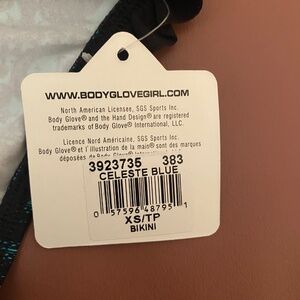 WWW.BODYGLOVEGIRL.COM
North American Licensee, SGS Sports Inc.
Body Glove® and the Hand Design® are registered
trademarks of Body Glove® International, LLC.
Licence Nord Américaine, SGS Sports Inc.
Body Glove® et l'illustration de la main® sont des marques
déposées de Body Glove® International
3923735 383
CELESTE BLUE
0 57596 48795 1
XS/TP
BIKINI